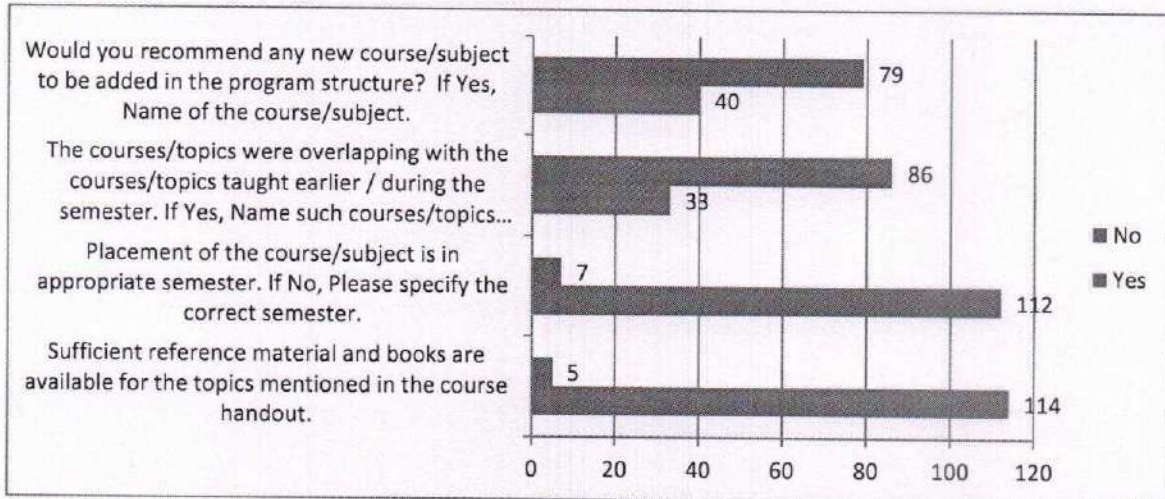 Would you recommend any new course/subject
to be added in the program structure? If Yes,
Name of the course/subject.
79
40
The courses/topics were overlapping with the
courses/topics taught earlier / during the
semester. If Yes, Name such courses/topics...
86
33
Placement of the course/subject is in
appropriate semester. If No, Please specify the
correct semester.
7
112
Sufficient reference material and books are
available for the topics mentioned in the course
handout.
5
114
No
Yes
0 20 40 60 80 100 120